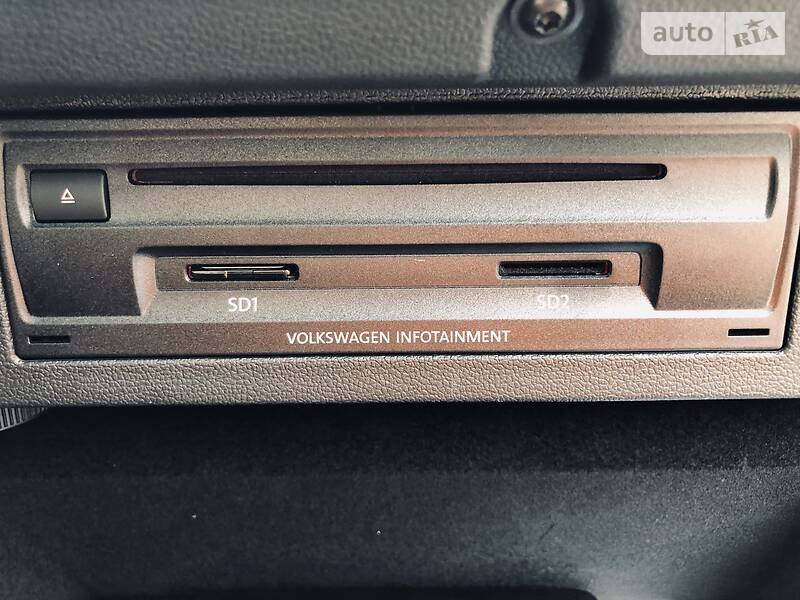 auto RIA
SD1 SD2
VOLKSWAGEN INFOTAINMENT